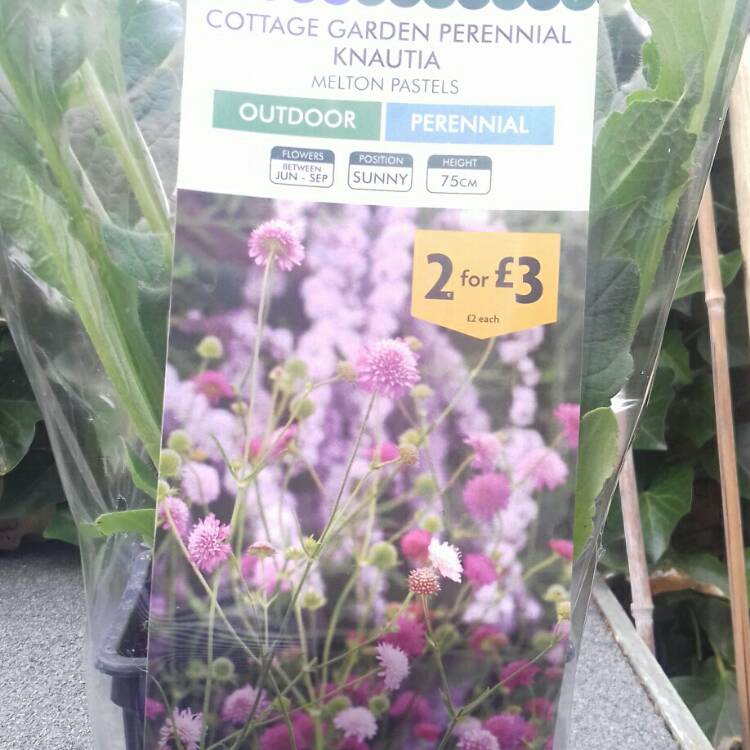 COTTAGE GARDEN PERENNIAL
KNAUTIA
MELTON PASTELS
OUTDOOR PERENNIAL
FLOWERS
BETWEEN
JUN - SEP
POSITION
SUNNY
HEIGHT
75CM
2 for £3
£2 each